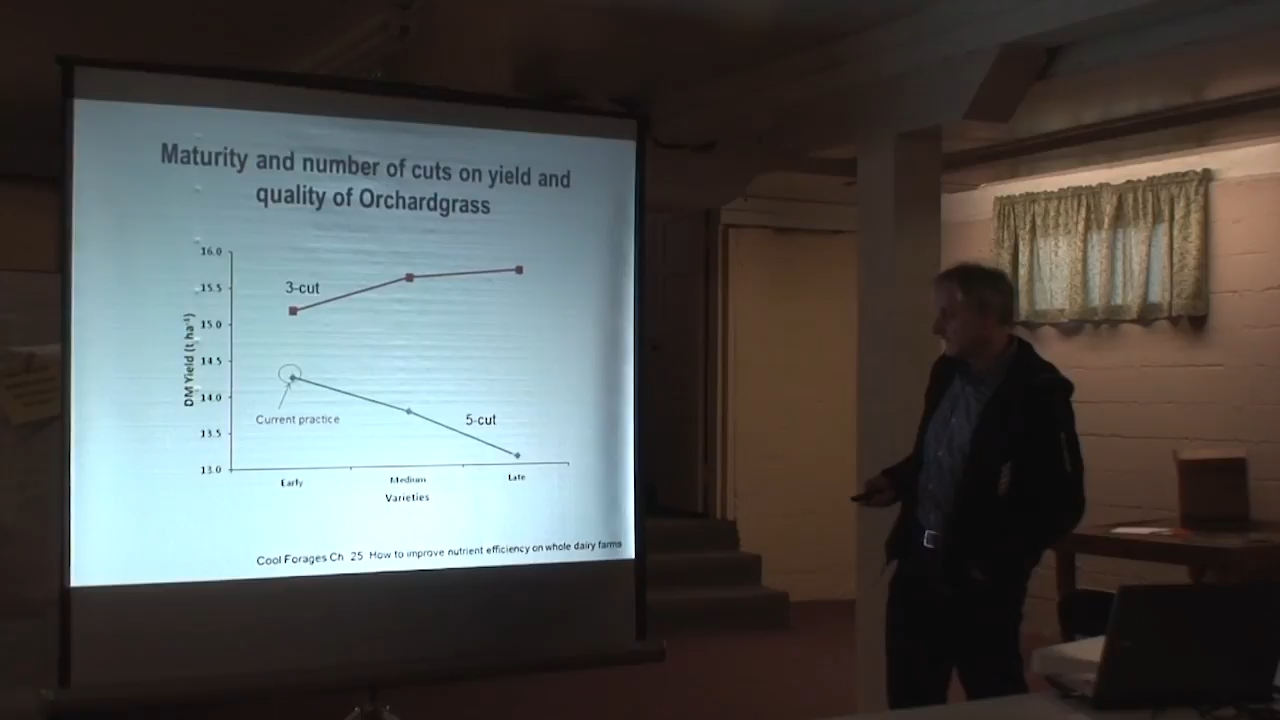 Maturity and number of cuts on yield and
quality of Orchardgrass
16.0
15.5
15.0
14.5
14.0
13.5
13.0
DM Yield (t ha⁻¹)
3-cut
Current practice
5-cut
Early
Medium
Late
Varieties
Cool Forages Ch 25 How to improve nutrient efficiency on whole dairy farms